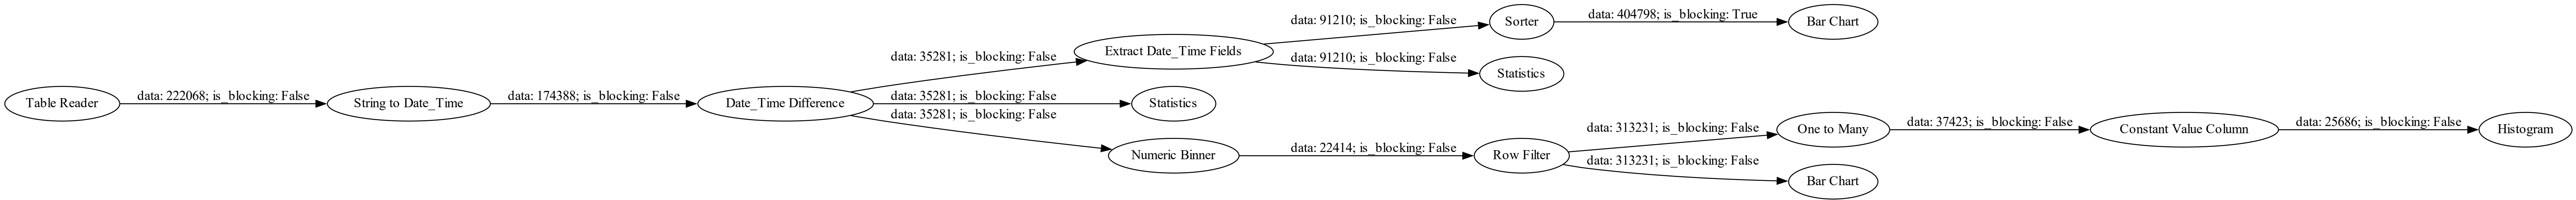 data: 91210; is_blocking: False
Sorter
data: 404798; is_blocking: True
Bar Chart
data: 35281; is_blocking: False
Extract Date_Time Fields
data: 91210; is_blocking: False
Statistics
Table Reader
data: 222068; is_blocking: False
String to Date_Time
data: 174388; is_blocking: False
Date_Time Difference
data: 35281; is_blocking: False
Statistics
data: 35281; is_blocking: False
Numeric Binner
data: 22414; is_blocking: False
Row Filter
data: 313231; is_blocking: False
One to Many
data: 37423; is_blocking: False
Constant Value Column
data: 25686; is_blocking: False
Histogram
data: 313231; is_blocking: False
Bar Chart